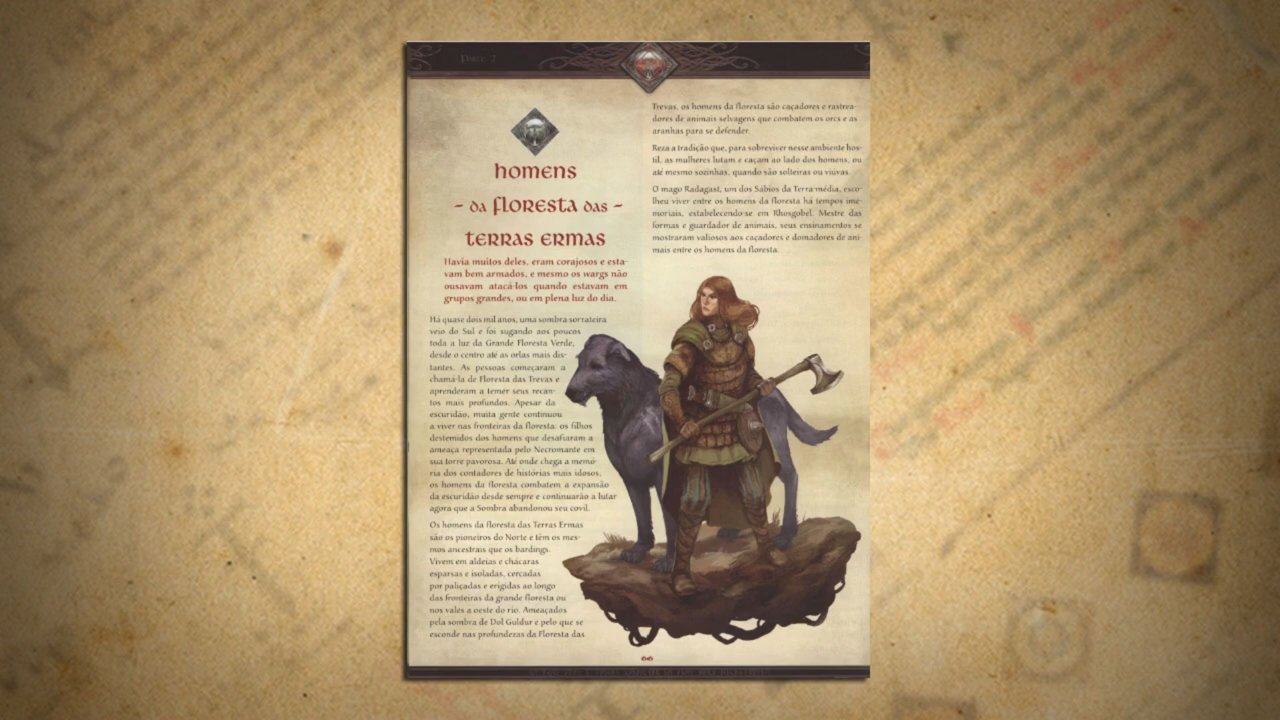 Parte 2
homens
- da floresta das -
terras ermas
Havia muitos deles, eram corajosos e esta-
vam bem armados, e mesmo os wargs não
ousavam atacá-los quando estavam em
grupos grandes, ou em plena luz do dia.
Há quase dois mil anos, uma sombra sorrateira
veio do Sul e foi sugando aos poucos
toda a luz da Grande Floresta Verde,
desde o centro até as orlas mais dis-
tantes. As pessoas começaram a
chamá-la de Floresta das Trevas e
aprenderam a temer seus recan-
tos mais profundos. Apesar da
escuridão, muita gente continuou
a viver nas fronteiras da floresta: os filhos
destemidos dos homens que desafiaram a
ameaça representada pelo Necromante em
sua torre pavorosa. Até onde chega a memó-
ria dos contadores de histórias mais idosos,
os homens da floresta combatem a expansão
da escuridão desde sempre e continuarão a lutar
agora que a Sombra abandonou seu covil.
Os homens da floresta das Terras Ermas
são os pioneiros do Norte e têm os mes-
mos ancestrais que os bardings.
Vivem em aldeias e chácaras
esparsas e isoladas, cercadas
por paliçadas e erigidas ao longo
das fronteiras da grande floresta ou
nos vales a oeste do rio. Ameaçados
pela sombra de Dol Guldur e pelo que se
esconde nas profundezas da Floresta das
Trevas, os homens da floresta são caçadores e rastrea-
dores de animais selvagens que combatem os orcs e as
aranhas para se defender.
Reza a tradição que, para sobreviver nesse ambiente hos-
til, as mulheres lutam e caçam ao lado dos homens, ou
até mesmo sozinhas, quando são solteiras ou viúvas.
O mago Radagast, um dos Sábios da Terra-média, esco-
lheu viver entre os homens da floresta há tempos ime-
moriais, estabelecendo-se em Rhosgobel. Mestre das
formas e guardador de animais, seus ensinamentos se
mostraram valiosos aos caçadores e domadores de ani-
mais entre os homens da floresta.
66